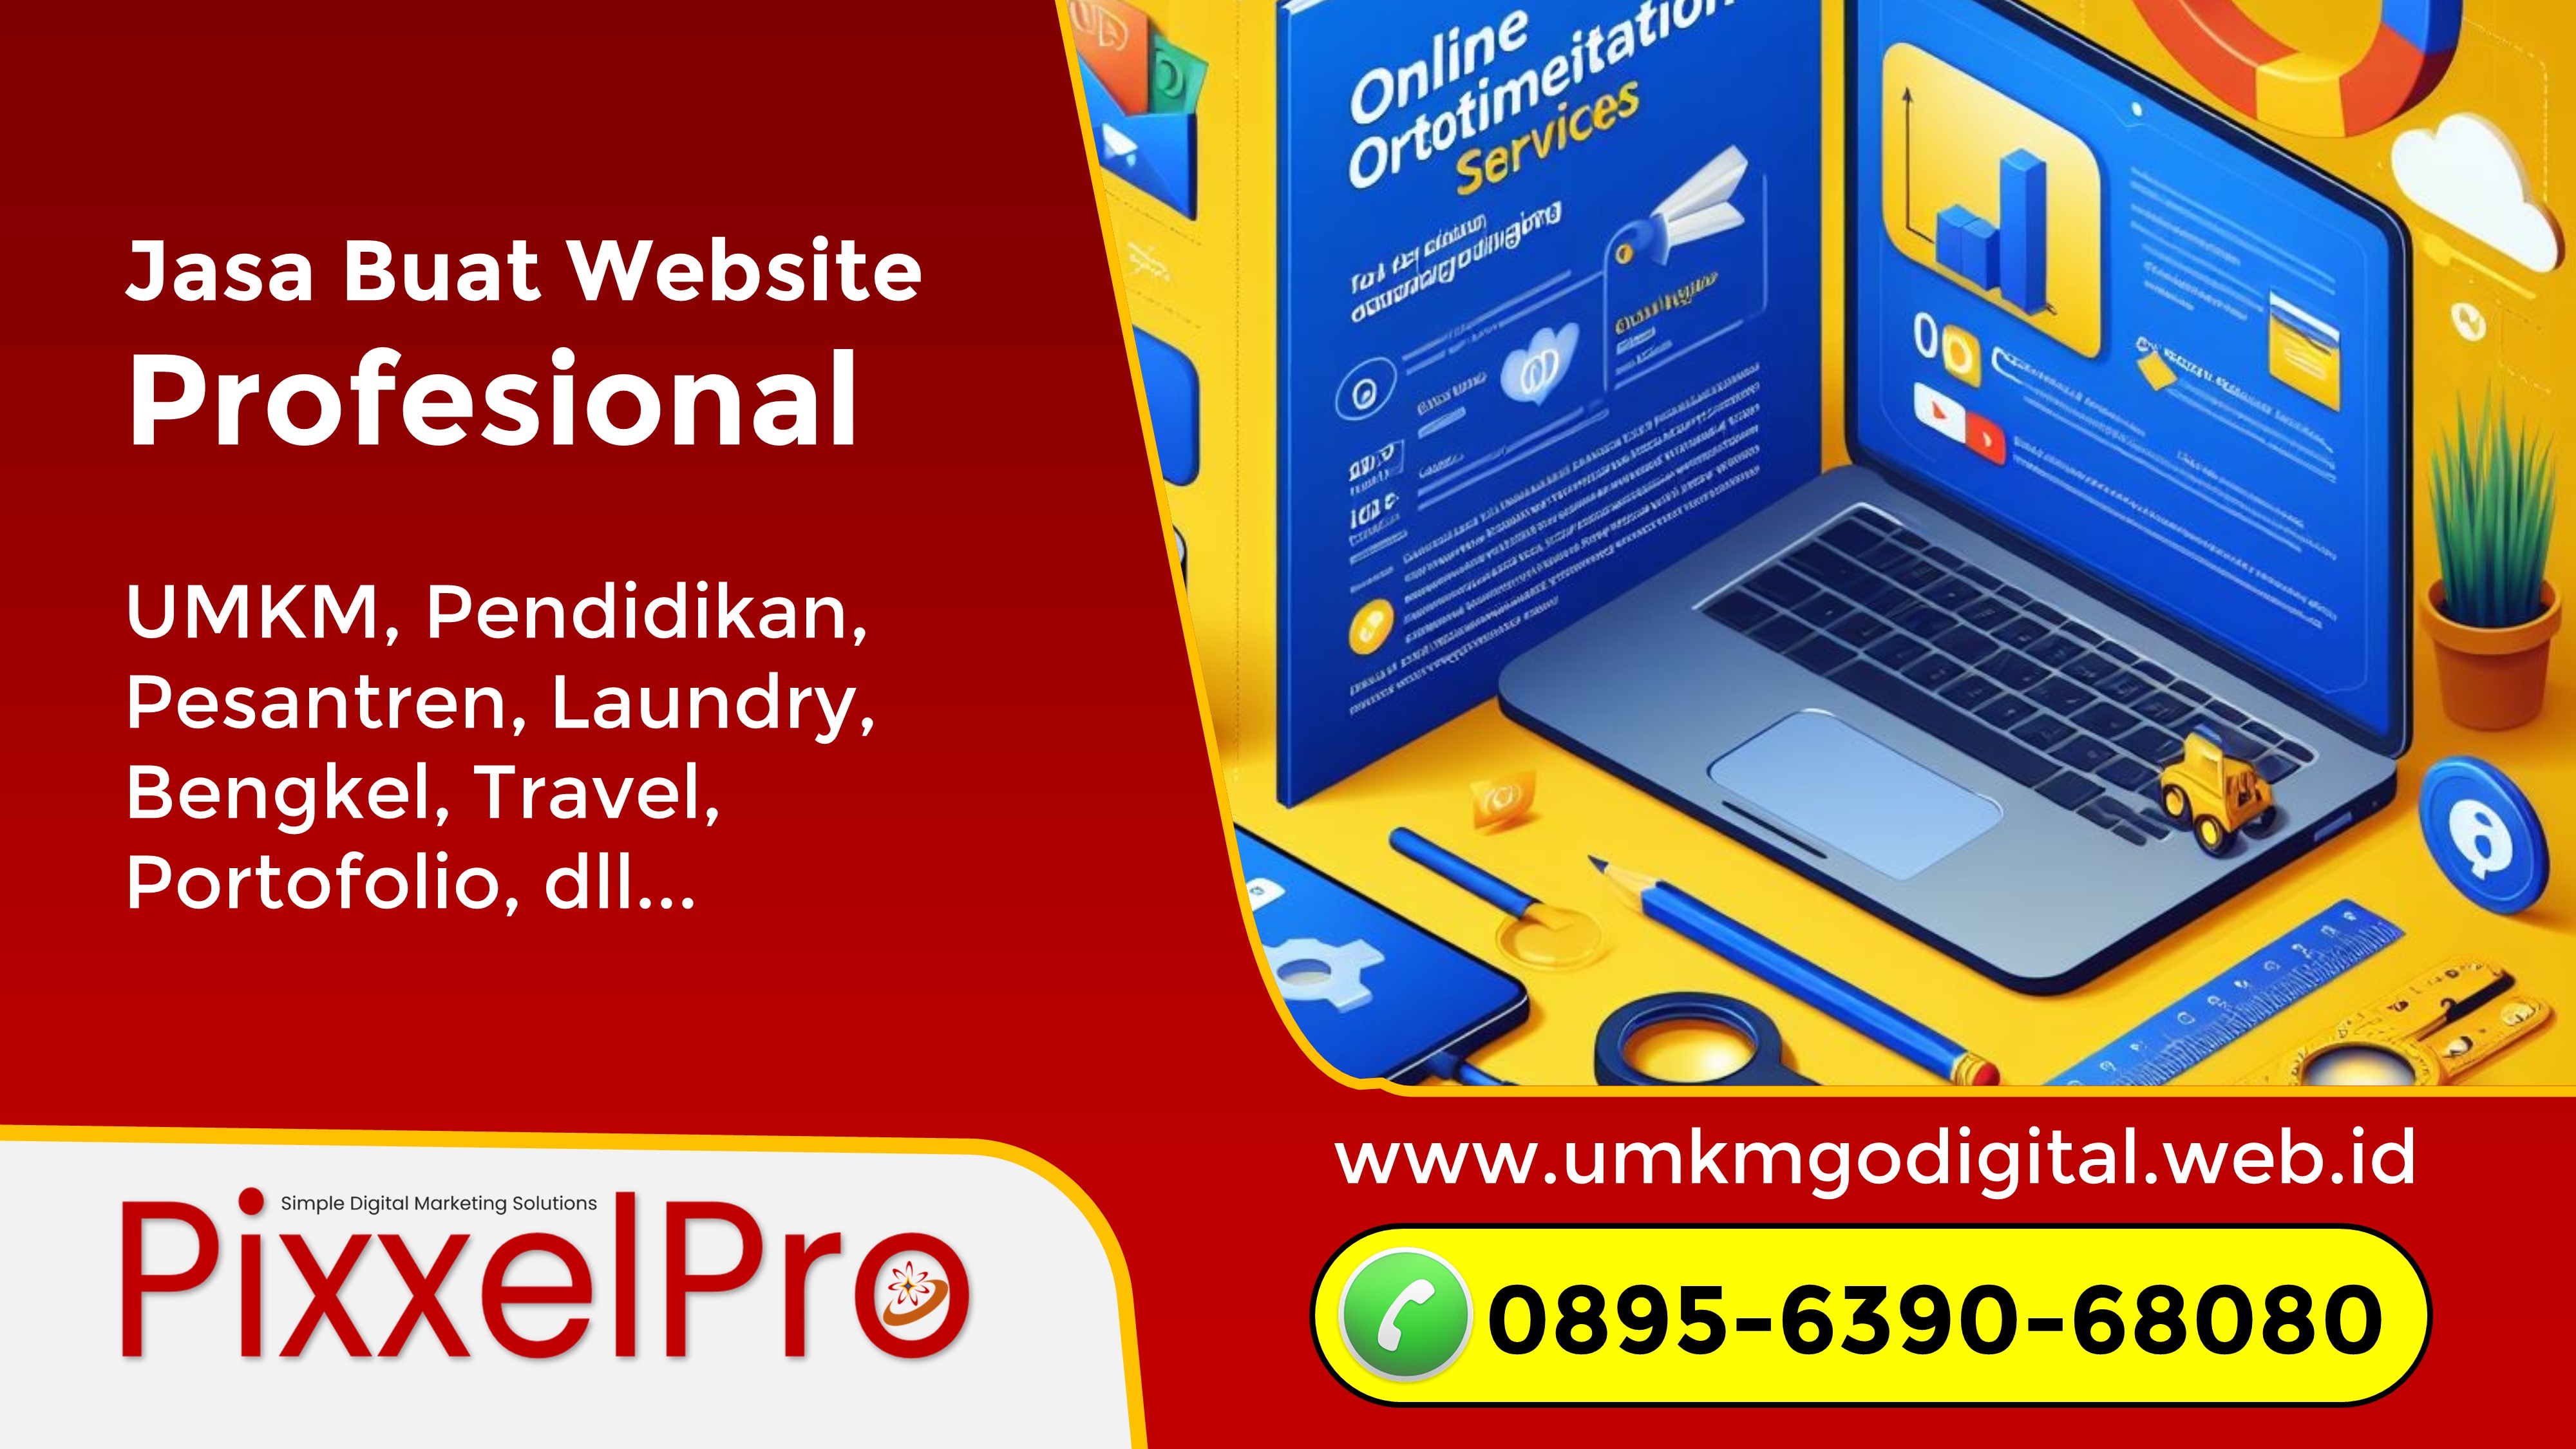 Jasa Buat Website
Profesional
UMKM, Pendidikan,
Pesantren, Laundry,
Bengkel, Travel,
Portofolio, dll...
Online
Ortotimeitation
Services
Simple Digital Marketing Solutions
PixxelPro
www.umkmgodigital.web.id
0895-6390-68080